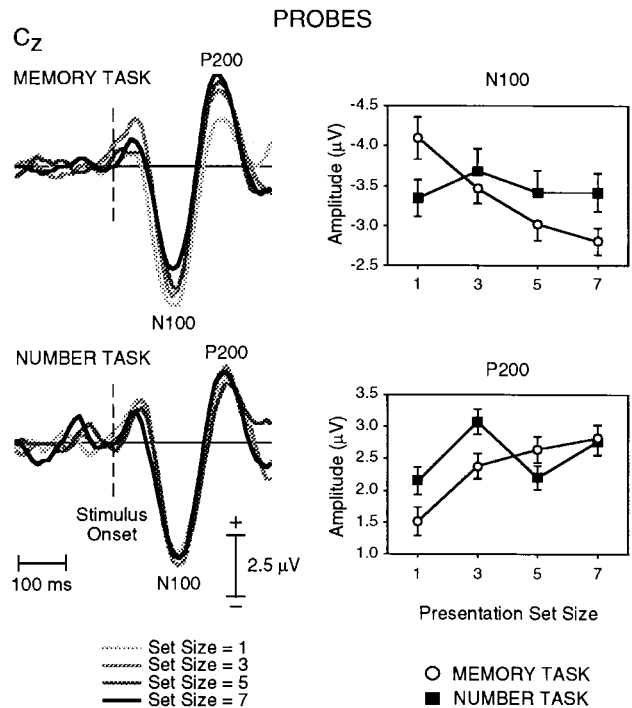 PROBES
Cz
MEMORY TASK
P200
N100
NUMBER TASK
P200
Stimulus
Onset
N100
100 ms
+
2.5 μV
–
Set Size = 1
Set Size = 3
Set Size = 5
Set Size = 7
N100
Amplitude (μV)
-4.5
-4.0
-3.5
-3.0
-2.5
1 3 5 7
P200
Amplitude (μV)
3.5
3.0
2.5
2.0
1.5
1.0
1 3 5 7
Presentation Set Size
MEMORY TASK
NUMBER TASK